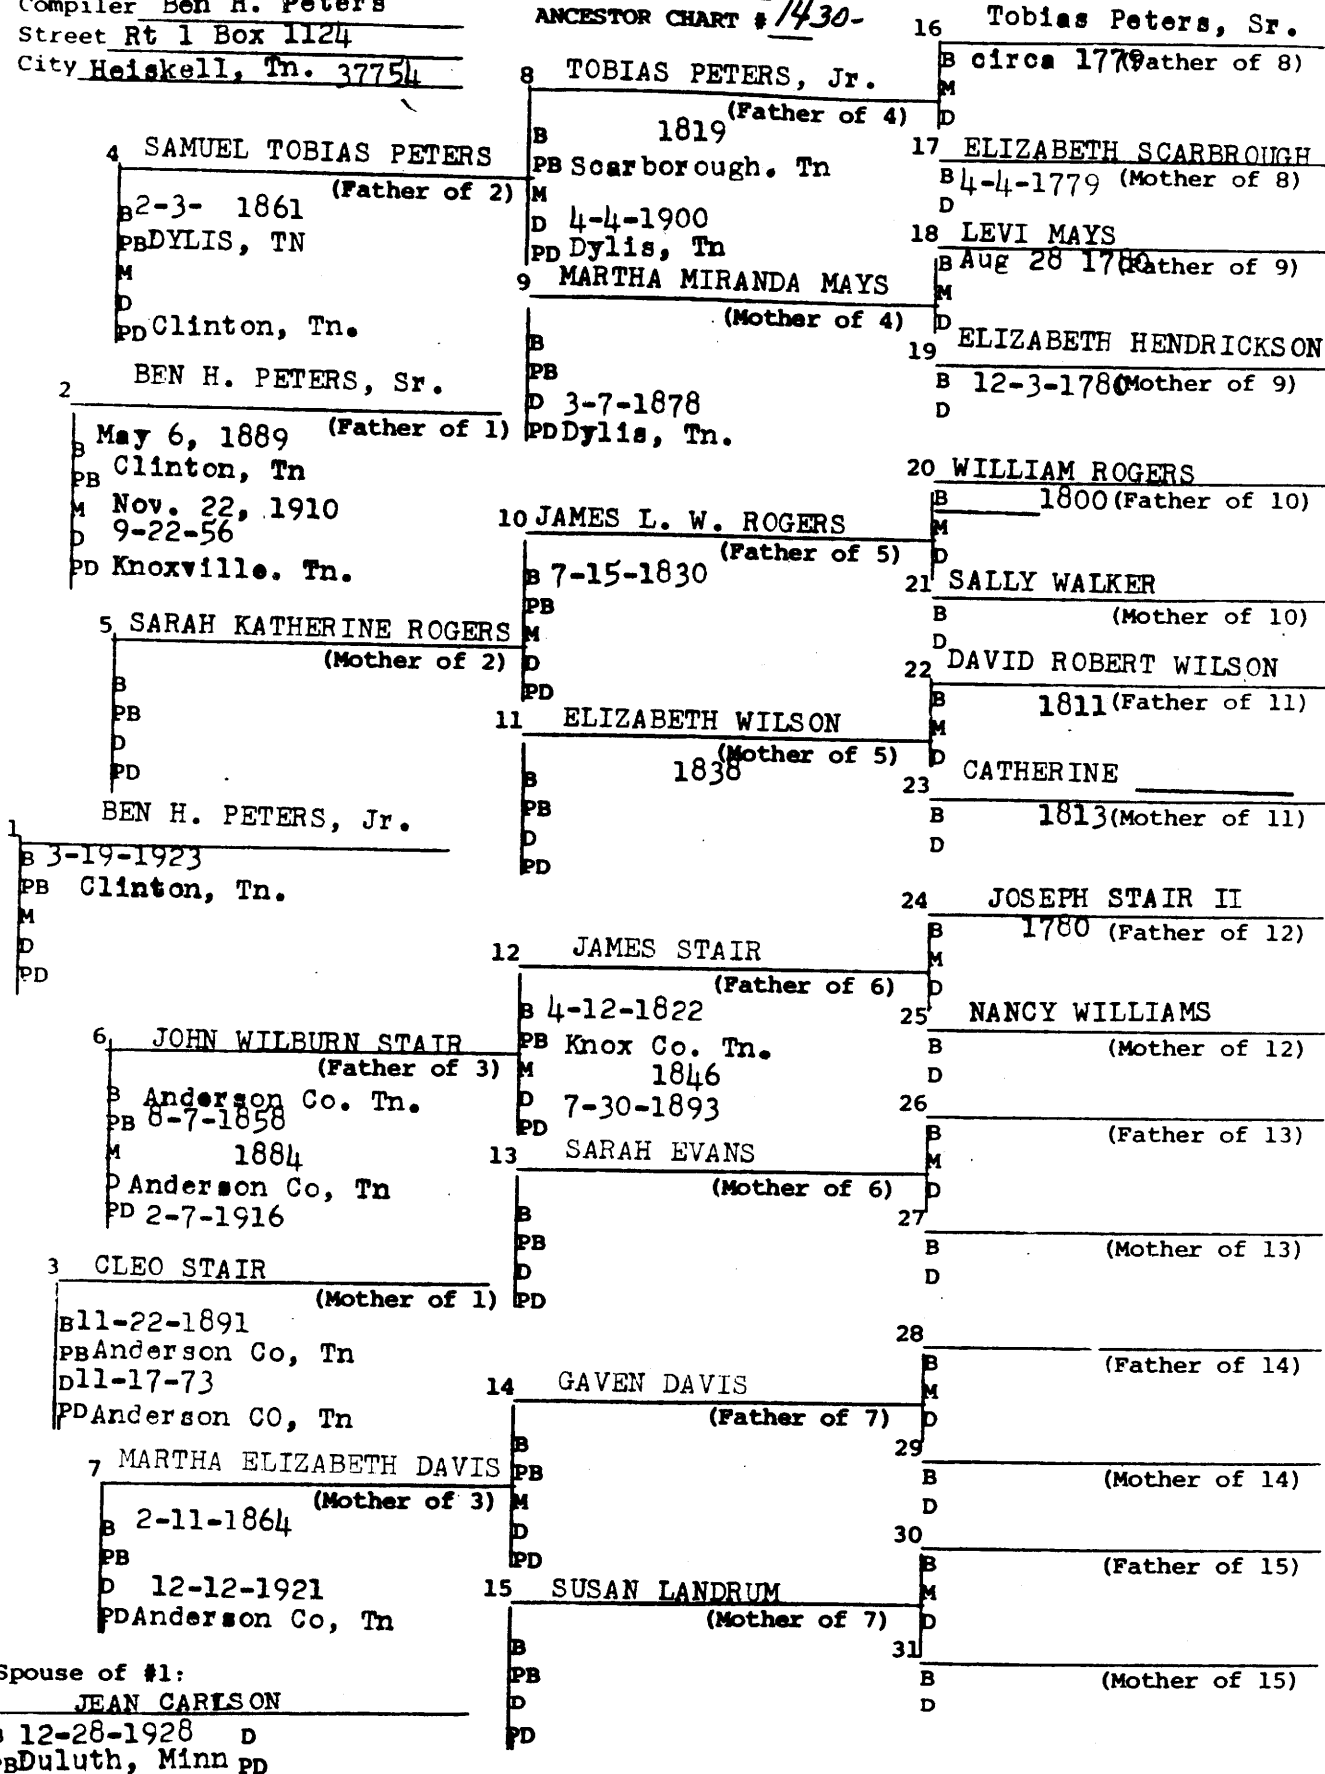 Compiler Ben H. Peters
Street Rt 1 Box 1124
City Heiskell, Tn. 37754
ANCESTOR CHART # 1430-
16 Tobias Peters, Sr.
B circa 1779 (Father of 8)
M
D
17 ELIZABETH SCARBROUGH
B 4-4-1779 (Mother of 8)
D
8 TOBIAS PETERS, Jr.
(Father of 4)
B 1819
PB Scarborough. Tn
M
D 4-4-1900
PD Dylis, Tn
4 SAMUEL TOBIAS PETERS
(Father of 2)
B 2-3- 1861
PB DYLIS, TN
M
D
PD Clinton, Tn.
18 LEVI MAYS
B Aug 28 1780 (Father of 9)
M
D
9 MARTHA MIRANDA MAYS
(Mother of 4)
B
PB
D 3-7-1878
PD Dylis, Tn.
19 ELIZABETH HENDRICKSON
B 12-3-1780 (Mother of 9)
D
2 BEN H. PETERS, Sr.
(Father of 1)
B May 6, 1889
PB Clinton, Tn
M Nov. 22, 1910
D 9-22-56
PD Knoxville. Tn.
20 WILLIAM ROGERS
B 1800 (Father of 10)
M
D
10 JAMES L. W. ROGERS
(Father of 5)
B 7-15-1830
PB
M
D
PD
21 SALLY WALKER
B (Mother of 10)
D
5 SARAH KATHERINE ROGERS
(Mother of 2)
B
PB
D
PD
22 DAVID ROBERT WILSON
B 1811 (Father of 11)
M
D
11 ELIZABETH WILSON
(Mother of 5)
B 1838
PB
D
PD
23 CATHERINE
B 1813 (Mother of 11)
D
1 BEN H. PETERS, Jr.
B 3-19-1923
PB Clinton, Tn.
M
D
PD
24 JOSEPH STAIR II
B 1780 (Father of 12)
M
D
12 JAMES STAIR
(Father of 6)
B 4-12-1822
PB Knox Co. Tn.
M 1846
D 7-30-1893
PD
25 NANCY WILLIAMS
B (Mother of 12)
D
6 JOHN WILBURN STAIR
(Father of 3)
B Anderson Co. Tn.
PB 8-7-1858
M 1884
D Anderson Co, Tn
PD 2-7-1916
26
B (Father of 13)
M
D
13 SARAH EVANS
(Mother of 6)
B
PB
D
PD
27
B (Mother of 13)
D
3 CLEO STAIR
(Mother of 1)
B 11-22-1891
PB Anderson Co, Tn
D 11-17-73
PD Anderson CO, Tn
28
B (Father of 14)
M
D
14 GAVEN DAVIS
(Father of 7)
B
PB
M
D
PD
29
B (Mother of 14)
D
7 MARTHA ELIZABETH DAVIS
(Mother of 3)
B 2-11-1864
PB
D 12-12-1921
PD Anderson Co, Tn
30
B (Father of 15)
M
D
15 SUSAN LANDRUM
(Mother of 7)
B
PB
D
PD
31
B (Mother of 15)
D
Spouse of #1:
JEAN CARLSON
B 12-28-1928 D
PB Duluth, Minn PD